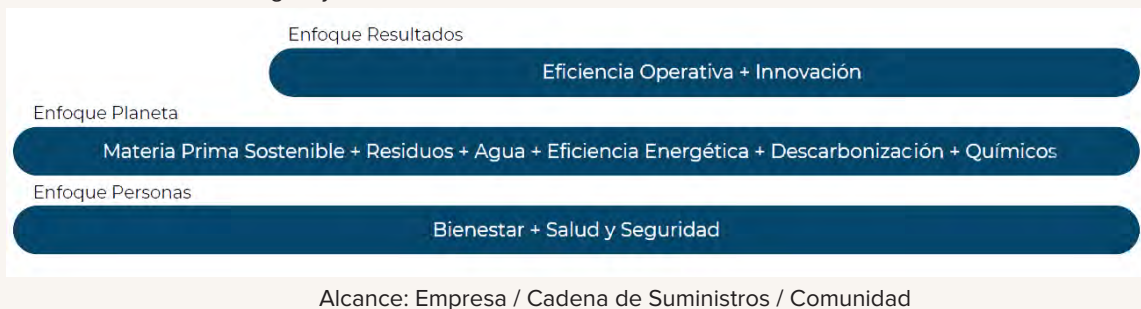 Enfoque Resultados
Eficiencia Operativa + Innovación
Enfoque Planeta
Materia Prima Sostenible + Residuos + Agua + Eficiencia Energética + Descarbonización + Químicos
Enfoque Personas
Bienestar + Salud y Seguridad
Alcance: Empresa / Cadena de Suministros / Comunidad